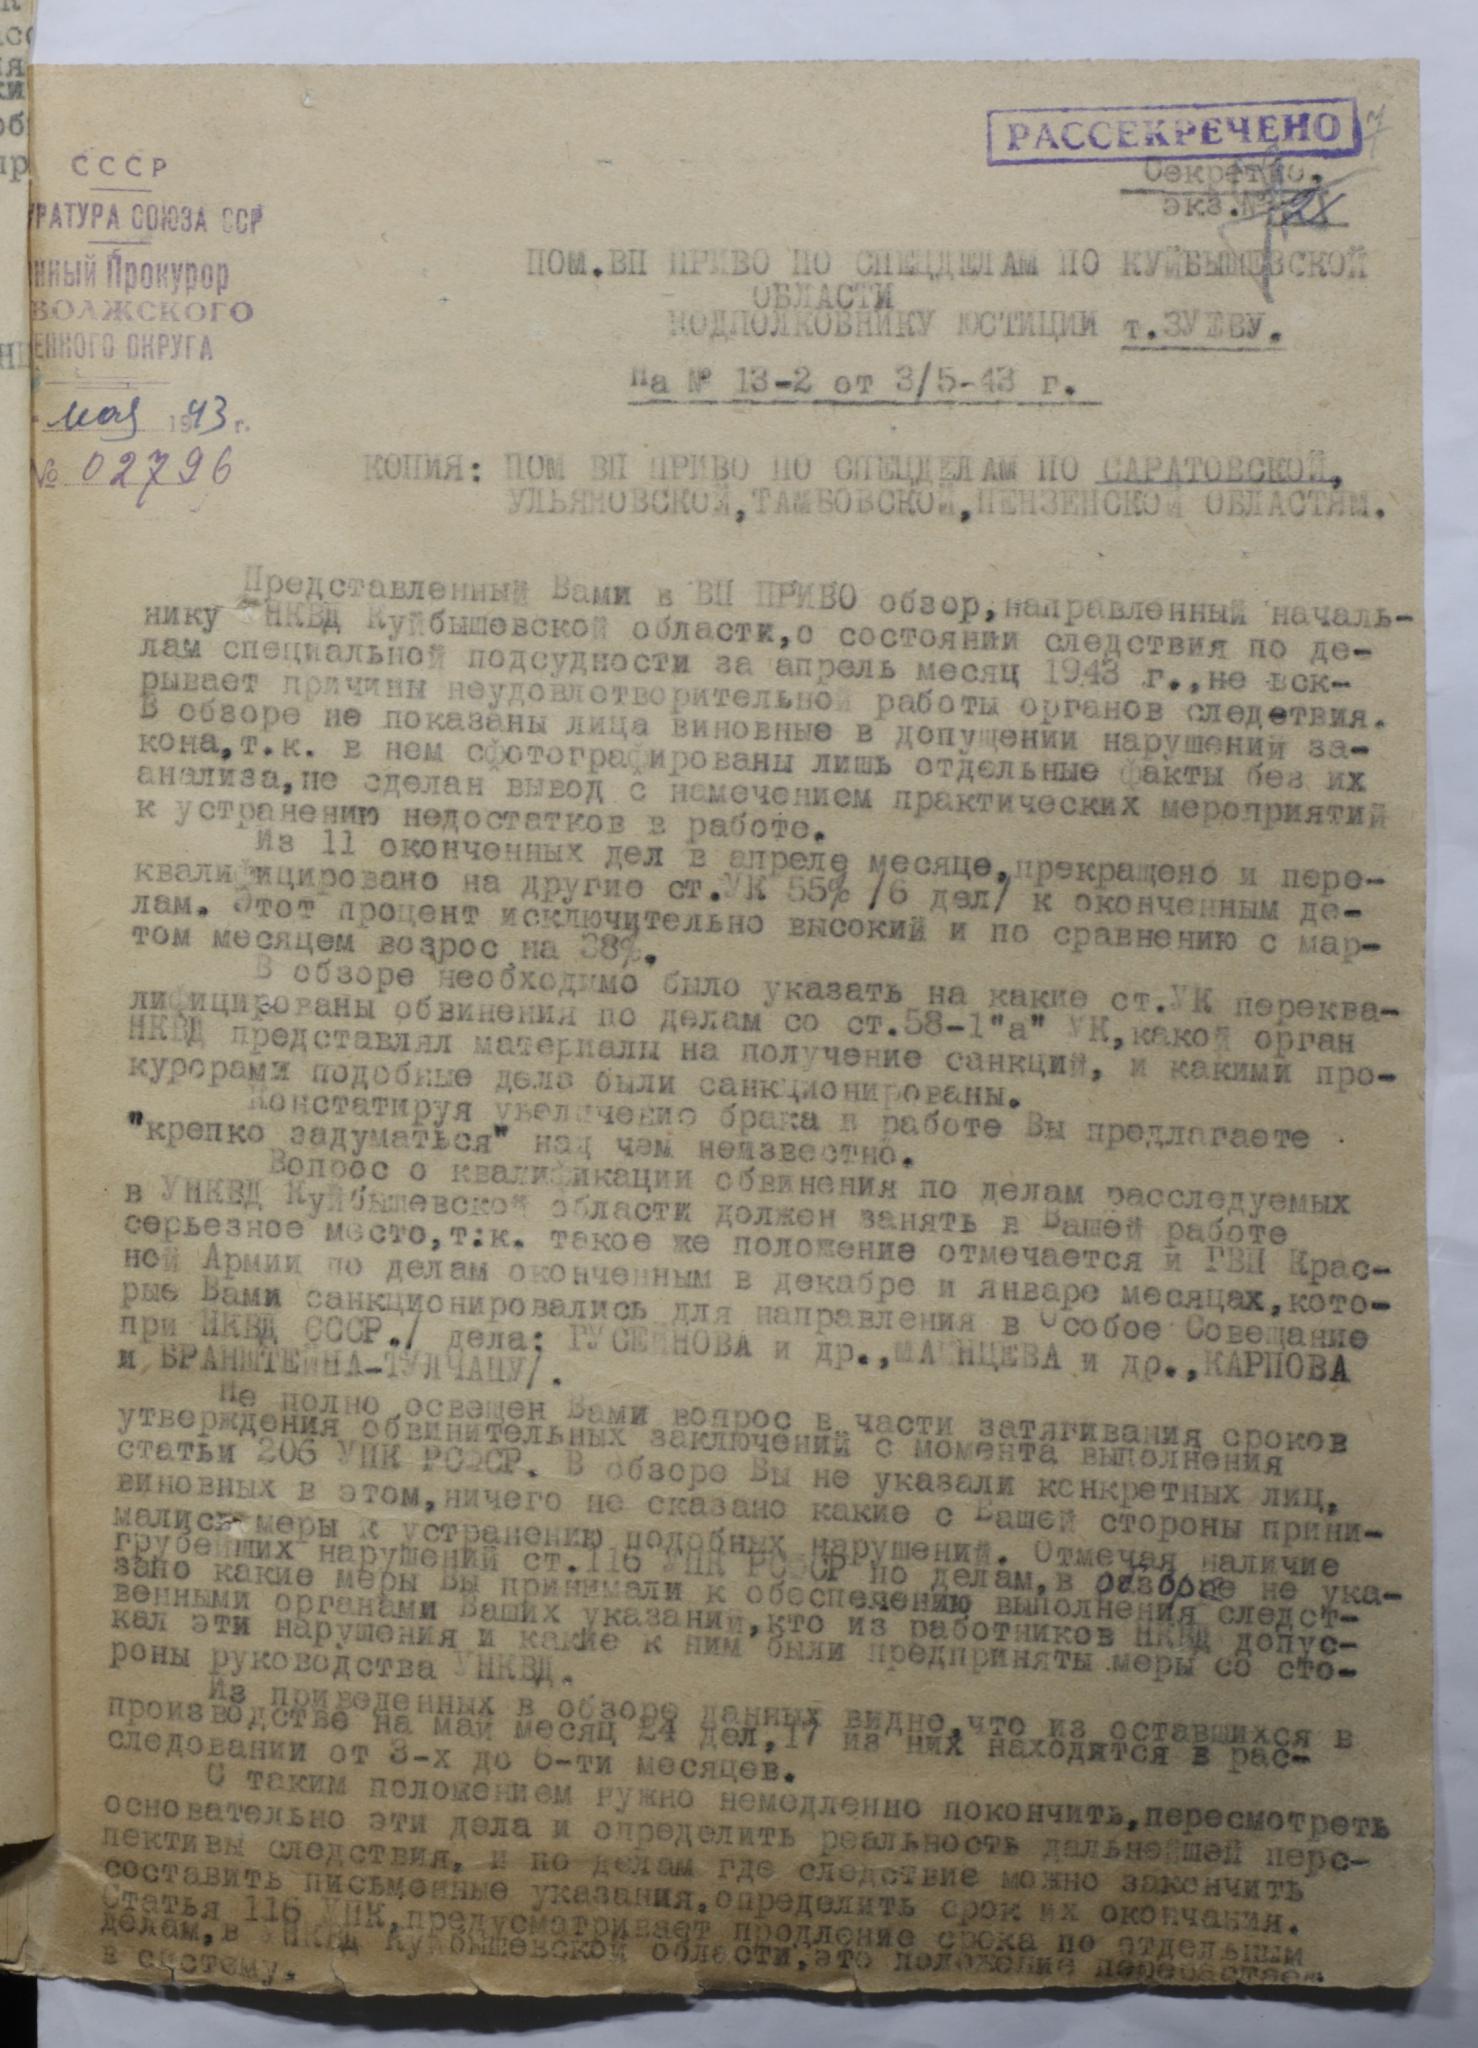 РАССЕКРЕЧЕНО
7
Секретно.
экз.№ 2
СССР
УРАТУРА СОЮЗА ССР
нный Прокурор
ВОЛЖСКОГО
ЕННОГО ОКРУГА
мая 1943 г.
№ 02796
ПОМ.ВП ПРИВО ПО СПЕЦДЕЛАМ ПО КУЙБЫШЕВСКОЙ
ОБЛАСТИ
ПОДПОЛКОВНИКУ ЮСТИЦИИ т.ЗУЕВУ.
На № 13-2 от 3/5-43 г.
КОПИЯ: ПОМ ВП ПРИВО ПО СПЕЦДЕЛАМ ПО САРАТОВСКОЙ,
УЛЬЯНОВСКОЙ,ТАМБОВСКОЙ,ПЕНЗЕНСКОЙ ОБЛАСТЯМ.
Представленный Вами в ВП ПРИВО обзор,направленный началь-
нику УНКВД Куйбышевской области,о состоянии следствия по де-
лам специальной подсудности за апрель месяц 1943 г.,не вск-
рывает причины неудовлетворительной работы органов следствия.
В обзоре не показаны лица виновные в допущении нарушений за-
кона,т.к. в нем сфотографированы лишь отдельные факты без их
анализа,не сделан вывод с намечением практических мероприятий
к устранению недостатков в работе.
Из 11 оконченных дел в апреле месяце,прекращено и пере-
квалифицировано на другие ст.УК 55% /6 дел/ к оконченным де-
лам. Этот процент исключительно высокий и по сравнению с мар-
том месяцем возрос на 38%.
В обзоре необходимо было указать на какие ст.УК переква-
лифицированы обвинения по делам со ст.58-1"а" УК,какой орган
НКВД представлял материалы на получение санкций, и какими про-
курорами подобные дела были санкционированы.
Констатируя увеличение брака в работе Вы предлагаете
"крепко задуматься" над чем неизвестно.
Вопрос о квалификации обвинения по делам расследуемых
в УНКВД Куйбышевской области должен занять в Вашей работе
серьезное место,т:к. такое же положение отмечается и ГВП Крас-
ной Армии по делам оконченным в декабре и январе месяцах,кото-
рые Вами санкционировались для направления в Особое Совещание
при НКВД СССР./ дела: ГУСЕЙНОВА и др.,ШАЕНЦЕВА и др.,КАРПОВА
и БРАНШТЕЙНА-ТУЛЧАПУ/.
Не полно освещен Вами вопрос в части затягивания сроков
утверждения обвинительных заключений с момента выполнения
статьи 206 УПК РСФСР. В обзоре Вы не указали конкретных лиц,
виновных в этом,ничего не сказано какие с Вашей стороны прини-
мались меры к устранению подобных нарушений. Отмечая наличие
грубейших нарушений ст.116 УПК РСФСР по делам,в обзоре не ука-
зано какие меры Вы принимали к обеспечению выполнения следст-
венными органами Ваших указаний,кто из работников НКВД допус-
кал эти нарушения и какие к ним были предприняты меры со сто-
роны руководства УНКВД.
Из приведенных в обзоре данных видно,что из оставшихся в
производстве на май месяц 24 дел,17 из них находятся в рас-
следовании от 3-х до 6-ти месяцев.
С таким положением нужно немедленно покончить,пересмотреть
основательно эти дела и определить реальность дальнейшей перс-
пективы следствия, и по делам где следствие можно закончить
составить письменные указания,определить срок их окончания.
Статья 116 УПК,предусматривает продление срока по отдельным
делам,в УНКВД Куйбышевской области,это положение перерастает
в систему.